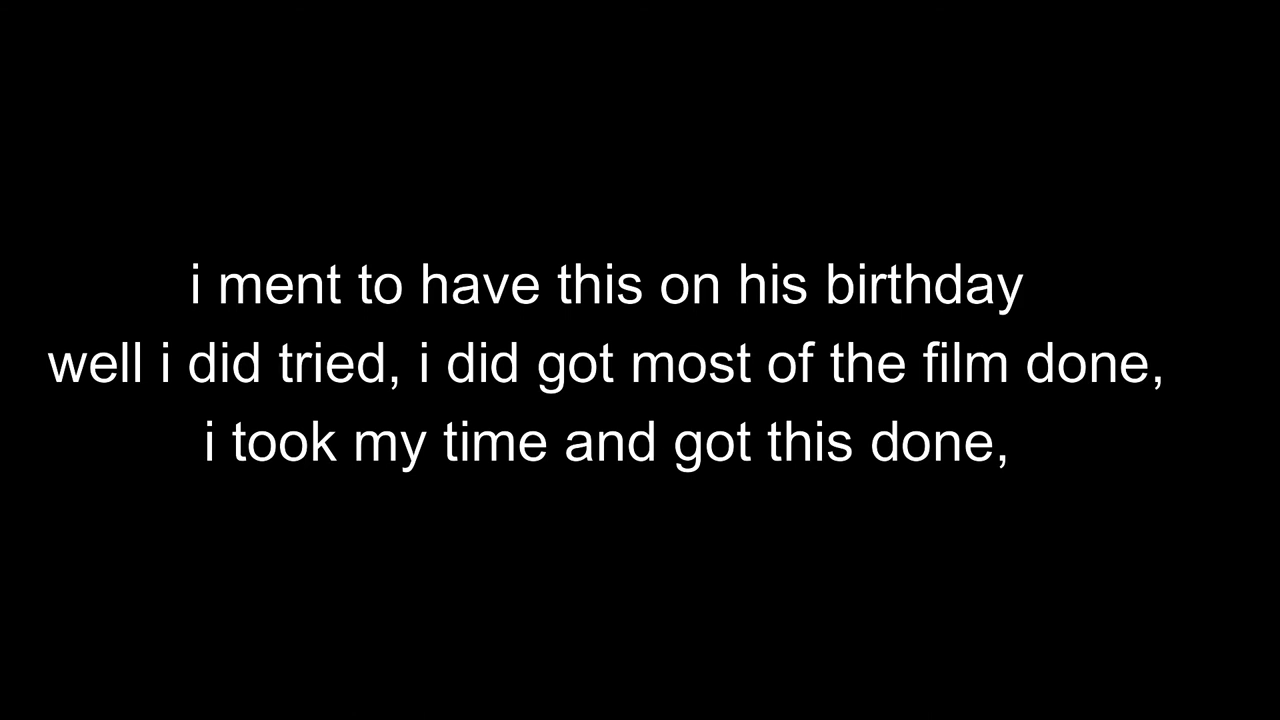 i ment to have this on his birthday
well i did tried, i did got most of the film done,
i took my time and got this done,